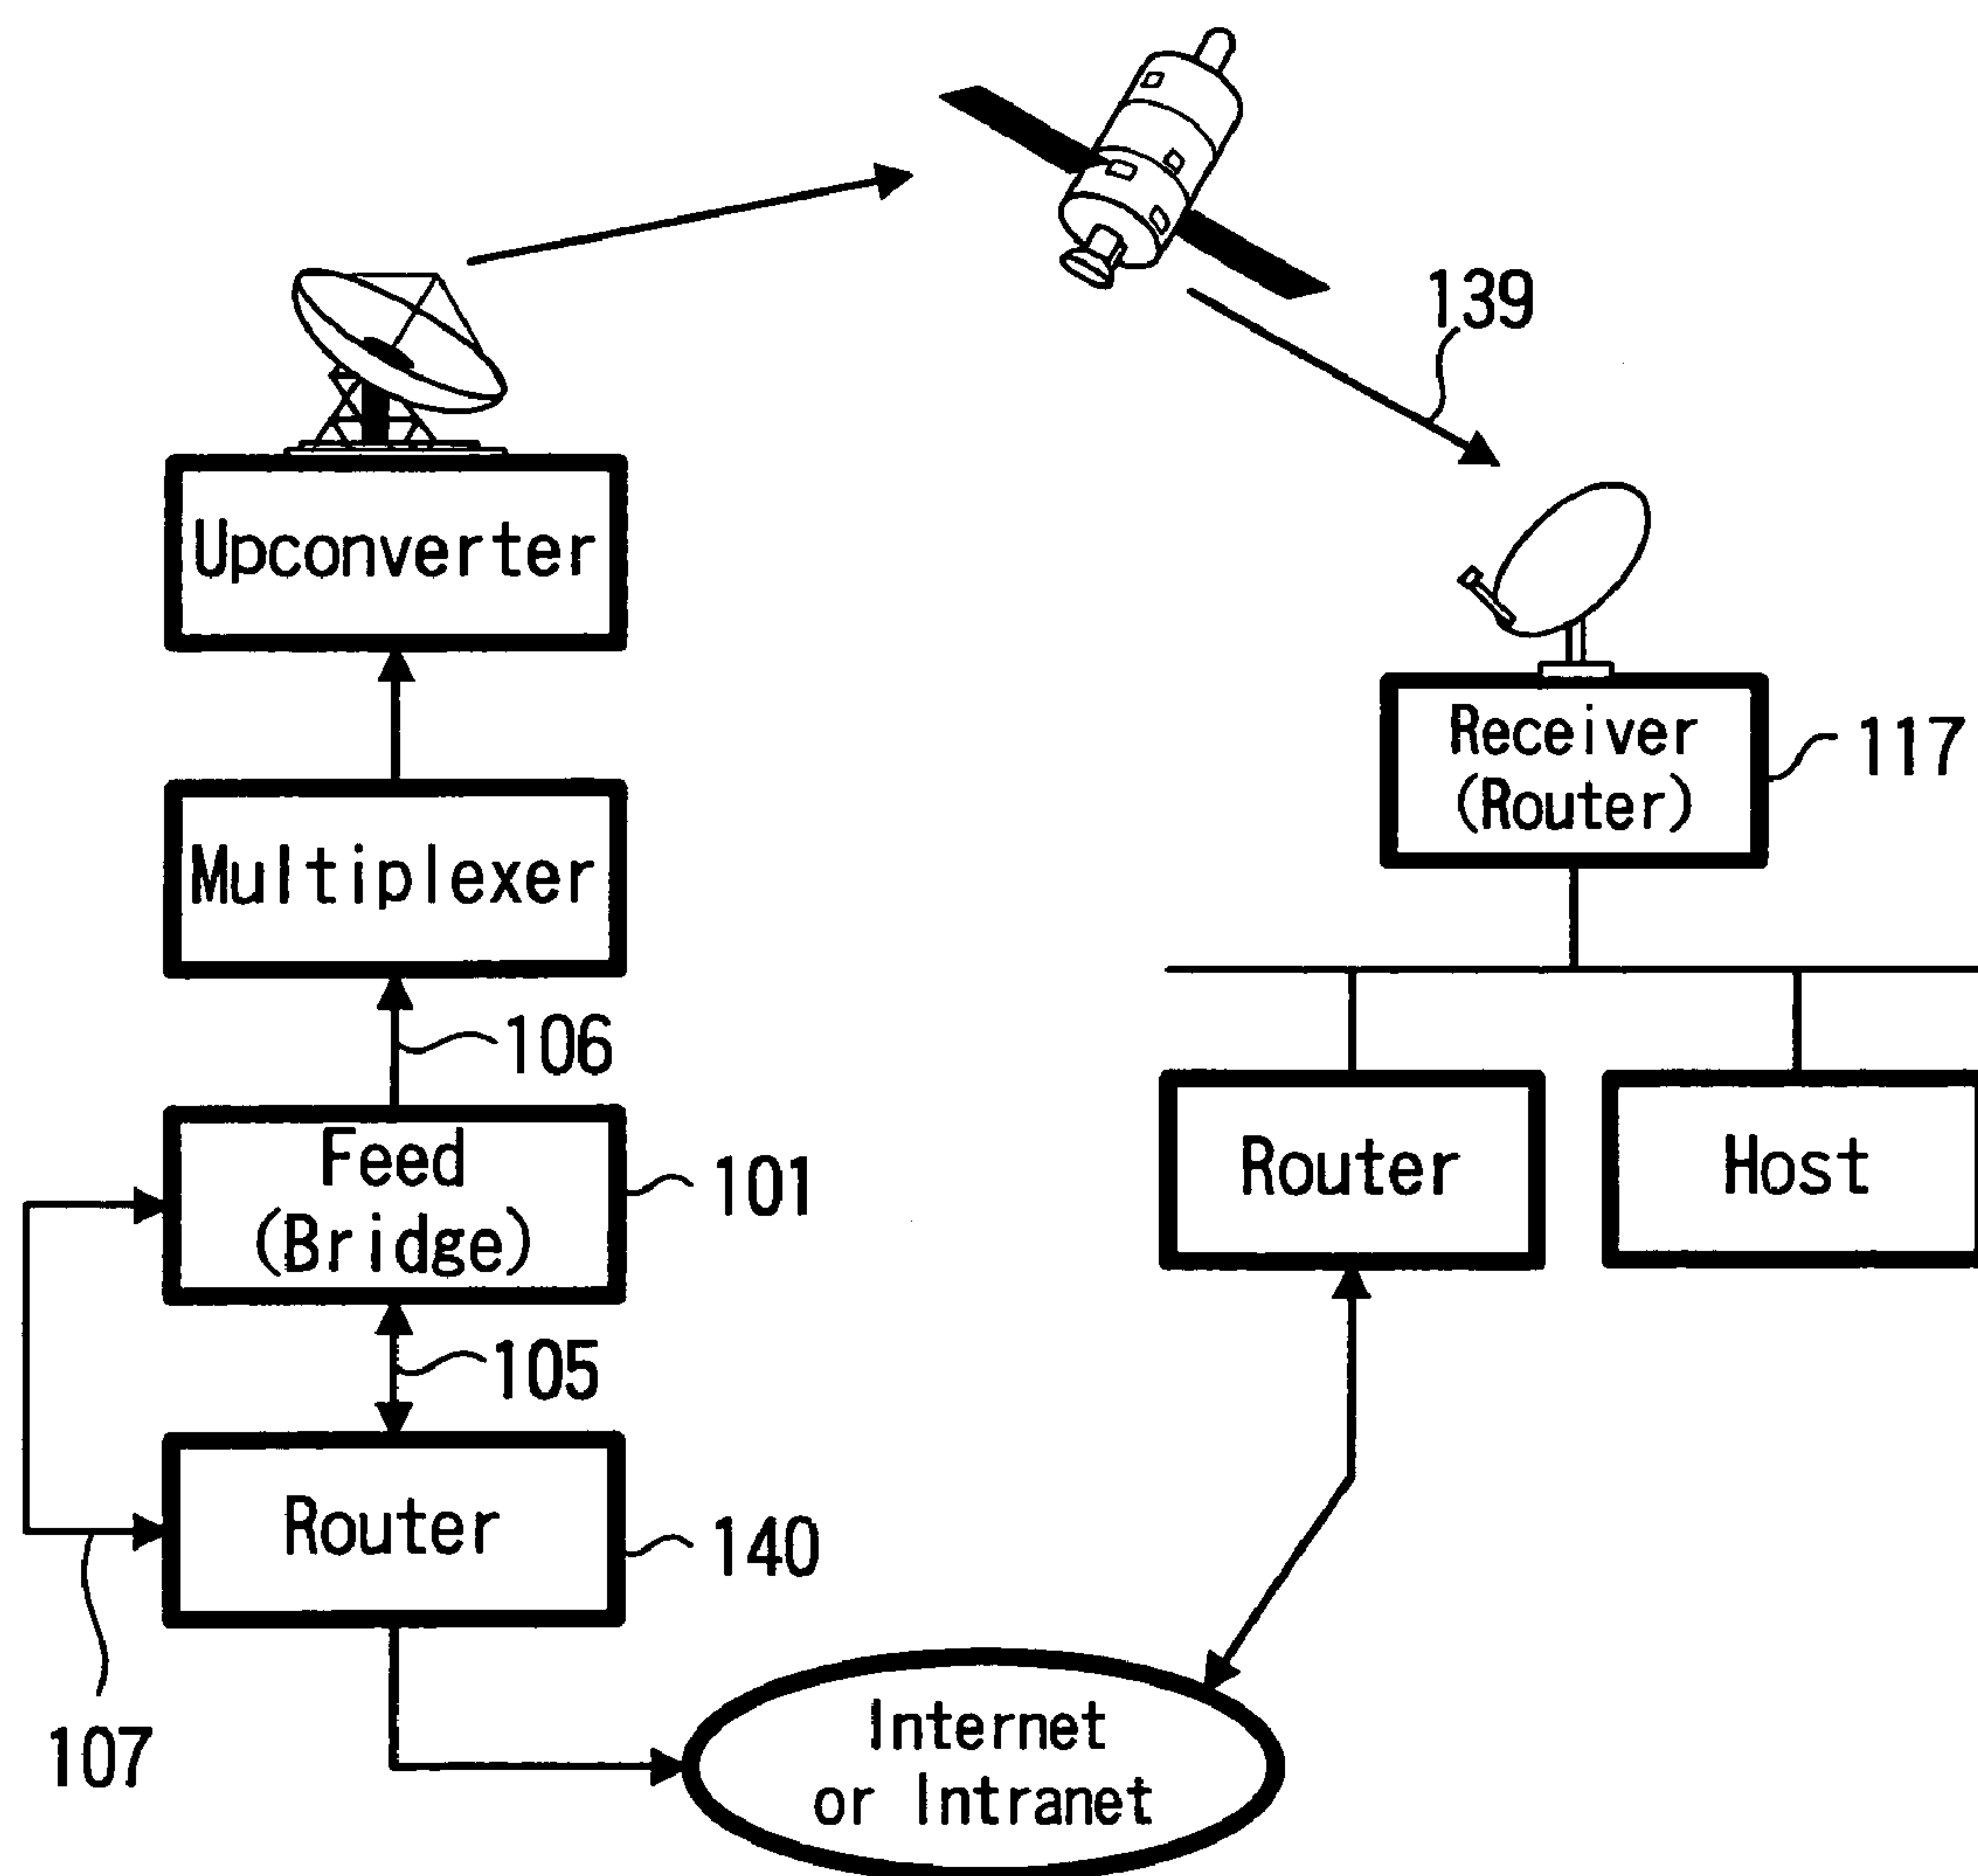 139
Upconverter
Receiver
(Router)
117
Multiplexer
106
Feed
(Bridge)
101
Router
Host
105
Router
140
107
Internet
or Intranet